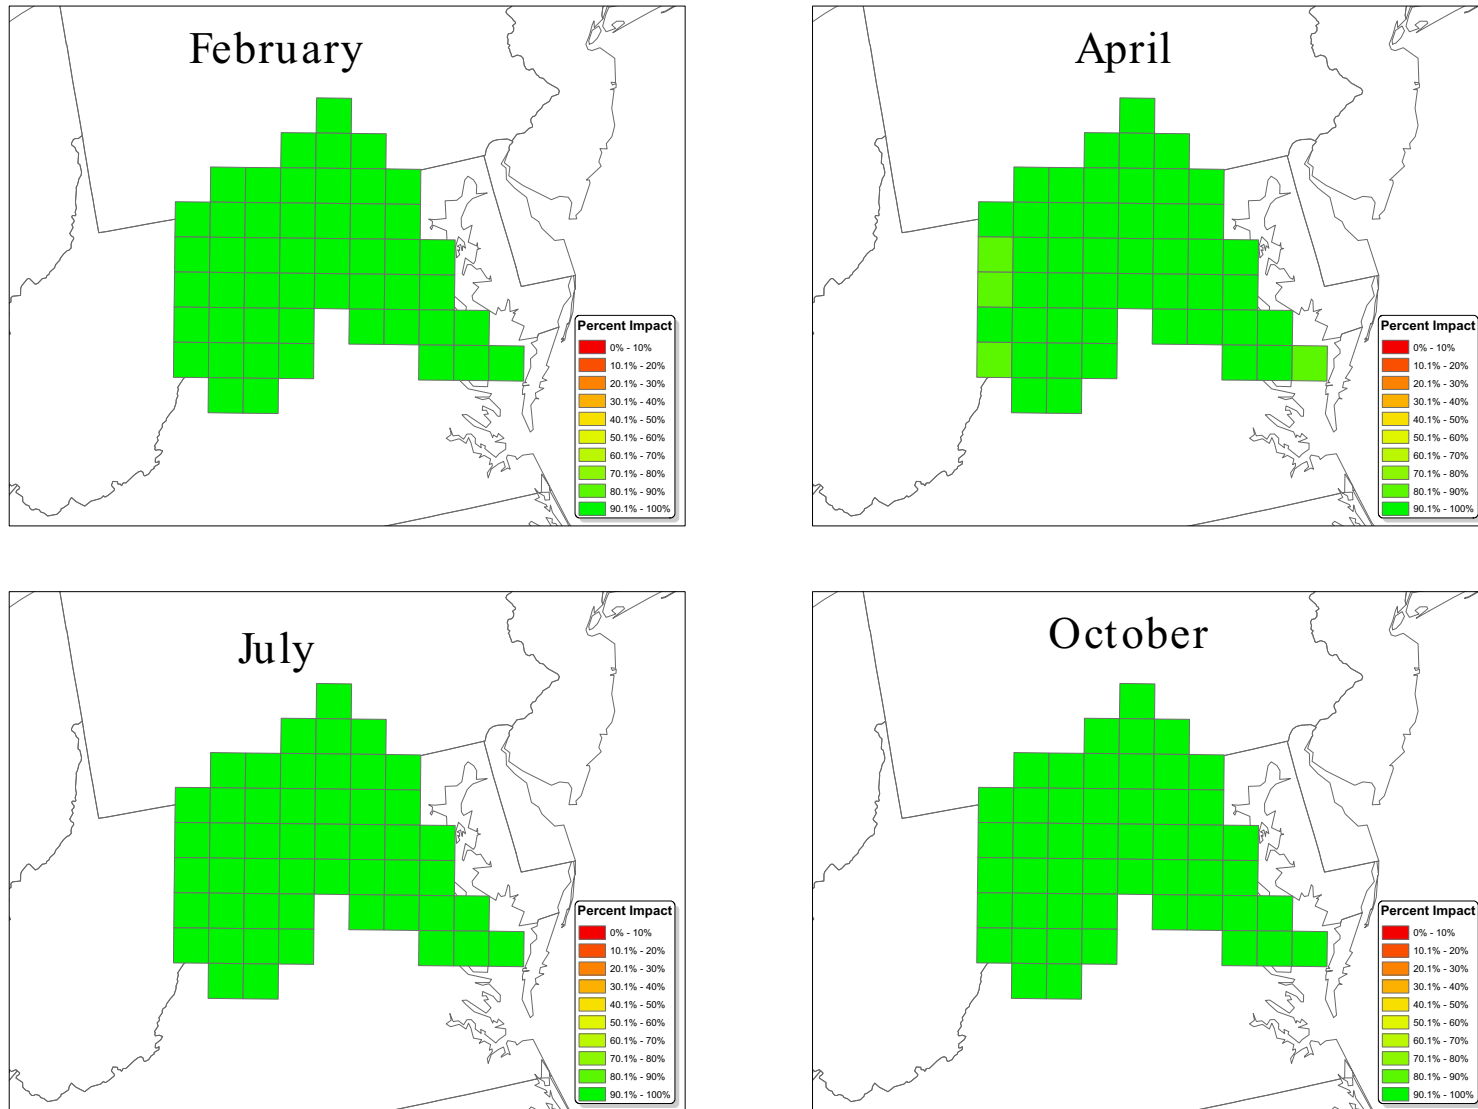 February
Percent Impact
0% - 10%
10.1% - 20%
20.1% - 30%
30.1% - 40%
40.1% - 50%
50.1% - 60%
60.1% - 70%
70.1% - 80%
80.1% - 90%
90.1% - 100%
April
Percent Impact
0% - 10%
10.1% - 20%
20.1% - 30%
30.1% - 40%
40.1% - 50%
50.1% - 60%
60.1% - 70%
70.1% - 80%
80.1% - 90%
90.1% - 100%
July
Percent Impact
0% - 10%
10.1% - 20%
20.1% - 30%
30.1% - 40%
40.1% - 50%
50.1% - 60%
60.1% - 70%
70.1% - 80%
80.1% - 90%
90.1% - 100%
October
Percent Impact
0% - 10%
10.1% - 20%
20.1% - 30%
30.1% - 40%
40.1% - 50%
50.1% - 60%
60.1% - 70%
70.1% - 80%
80.1% - 90%
90.1% - 100%